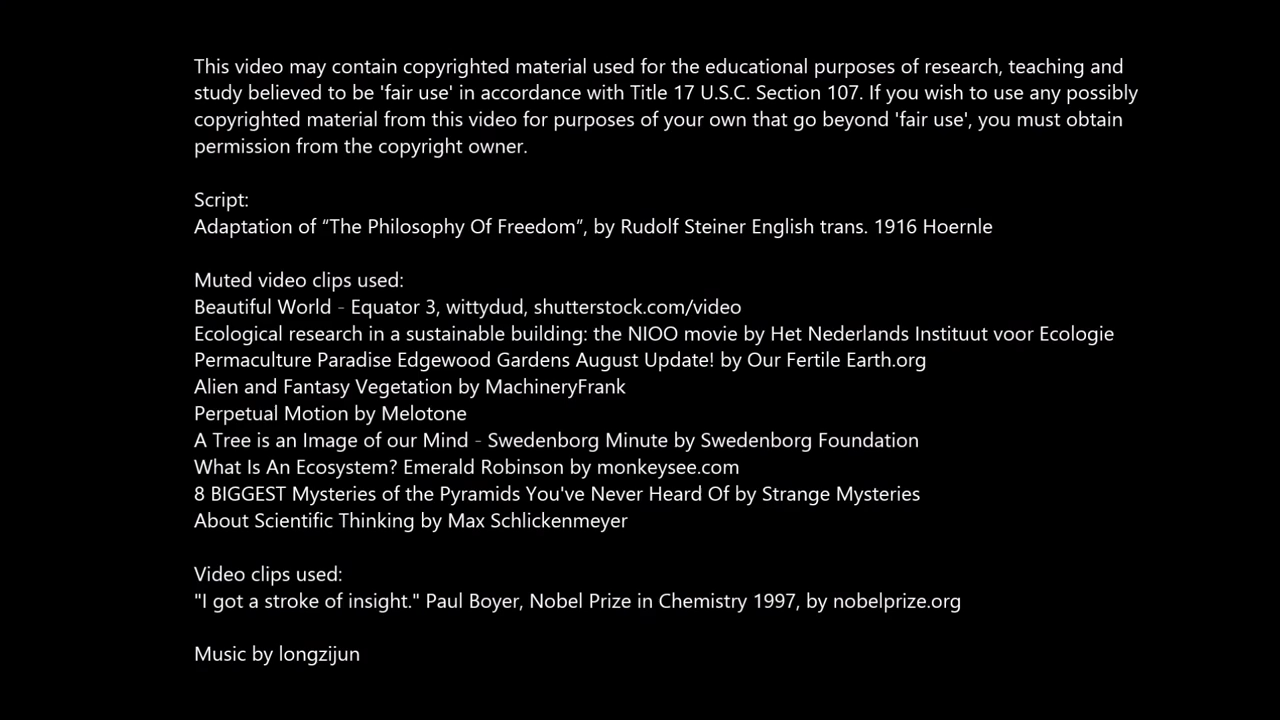 This video may contain copyrighted material used for the educational purposes of research, teaching and
study believed to be 'fair use' in accordance with Title 17 U.S.C. Section 107. If you wish to use any possibly
copyrighted material from this video for purposes of your own that go beyond 'fair use', you must obtain
permission from the copyright owner.
Script:
Adaptation of “The Philosophy Of Freedom”, by Rudolf Steiner English trans. 1916 Hoernle
Muted video clips used:
Beautiful World - Equator 3, wittydud, shutterstock.com/video
Ecological research in a sustainable building: the NIOO movie by Het Nederlands Instituut voor Ecologie
Permaculture Paradise Edgewood Gardens August Update! by Our Fertile Earth.org
Alien and Fantasy Vegetation by MachineryFrank
Perpetual Motion by Melotone
A Tree is an Image of our Mind - Swedenborg Minute by Swedenborg Foundation
What Is An Ecosystem? Emerald Robinson by monkeysee.com
8 BIGGEST Mysteries of the Pyramids You've Never Heard Of by Strange Mysteries
About Scientific Thinking by Max Schlickenmeyer
Video clips used:
"I got a stroke of insight." Paul Boyer, Nobel Prize in Chemistry 1997, by nobelprize.org
Music by longzijun